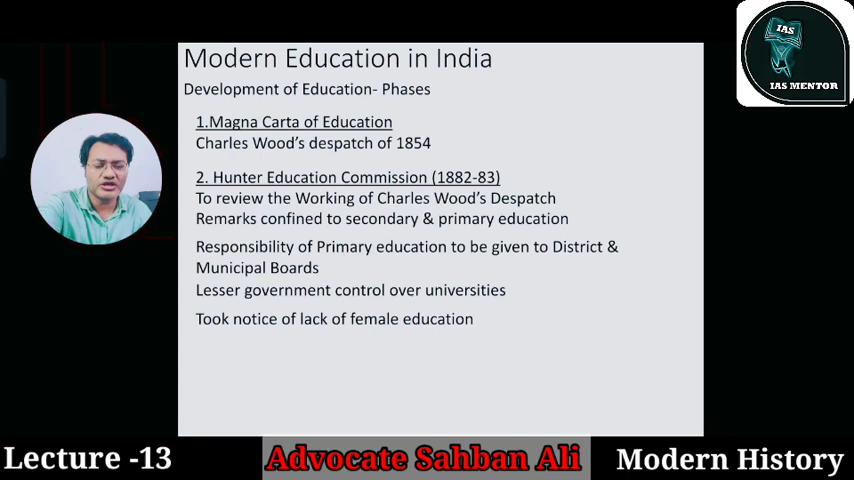 Modern Education in India
IAS
IAS MENTOR
Development of Education- Phases
1.Magna Carta of Education
Charles Wood's despatch of 1854
2. Hunter Education Commission (1882-83)
To review the Working of Charles Wood's Despatch
Remarks confined to secondary & primary education
Responsibility of Primary education to be given to District &
Municipal Boards
Lesser government control over universities
Took notice of lack of female education
Lecture -13
Advocate Sahban Ali
Modern History